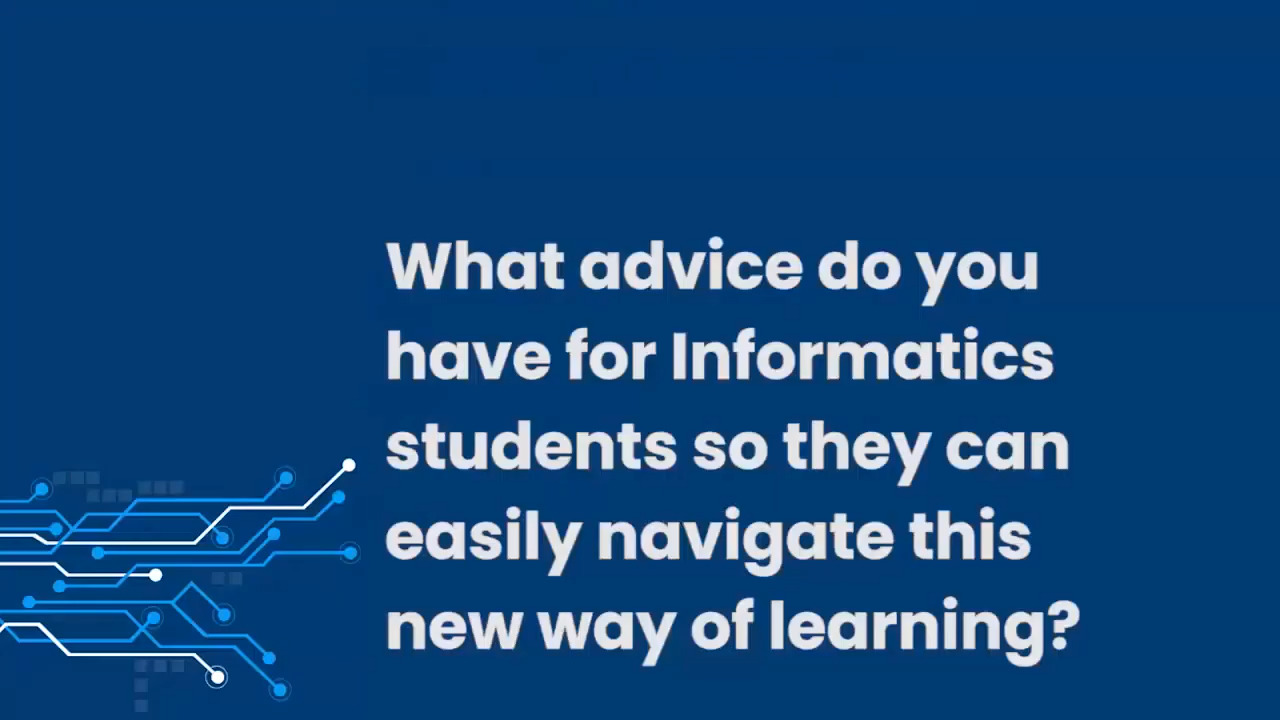 What advice do you
have for Informatics
students so they can
easily navigate this
new way of learning?